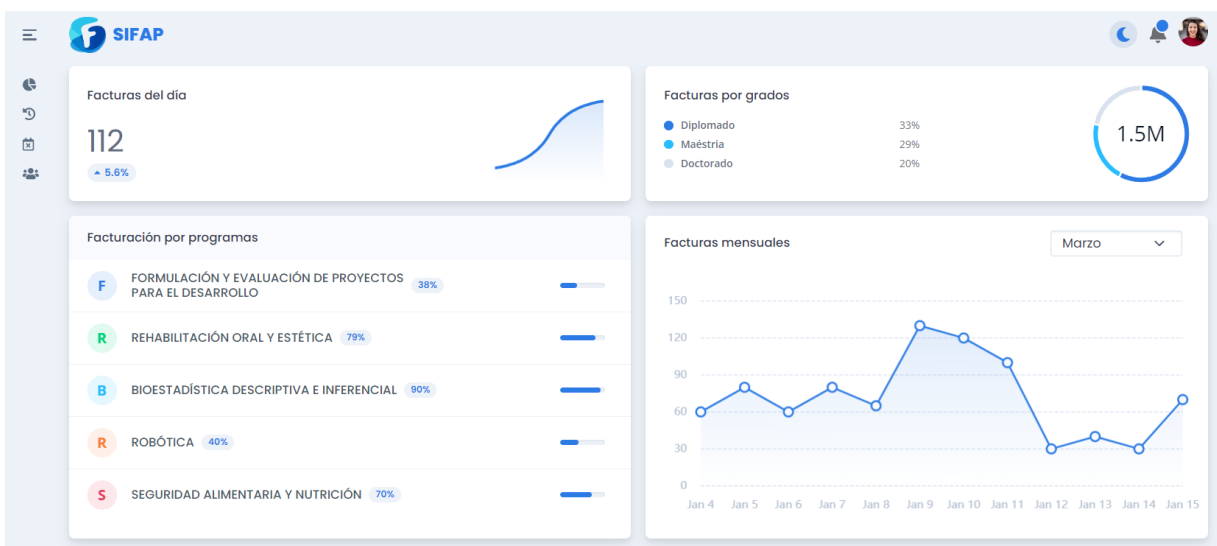 SIFAP
Facturas del día
112
5.6%
Facturas por grados
Diplomado 33%
Maéstria 29%
Doctorado 20%
1.5M
Facturación por programas
F
FORMULACIÓN Y EVALUACIÓN DE PROYECTOS
PARA EL DESARROLLO 38%
R
REHABILITACIÓN ORAL Y ESTÉTICA 79%
B
BIOESTADÍSTICA DESCRIPTIVA E INFERENCIAL 90%
R
ROBÓTICA 40%
S
SEGURIDAD ALIMENTARIA Y NUTRICIÓN 70%
Facturas mensuales
Marzo
150
120
90
60
30
0
Jan 4 Jan 5 Jan 6 Jan 7 Jan 8 Jan 9 Jan 10 Jan 11 Jan 12 Jan 13 Jan 14 Jan 15